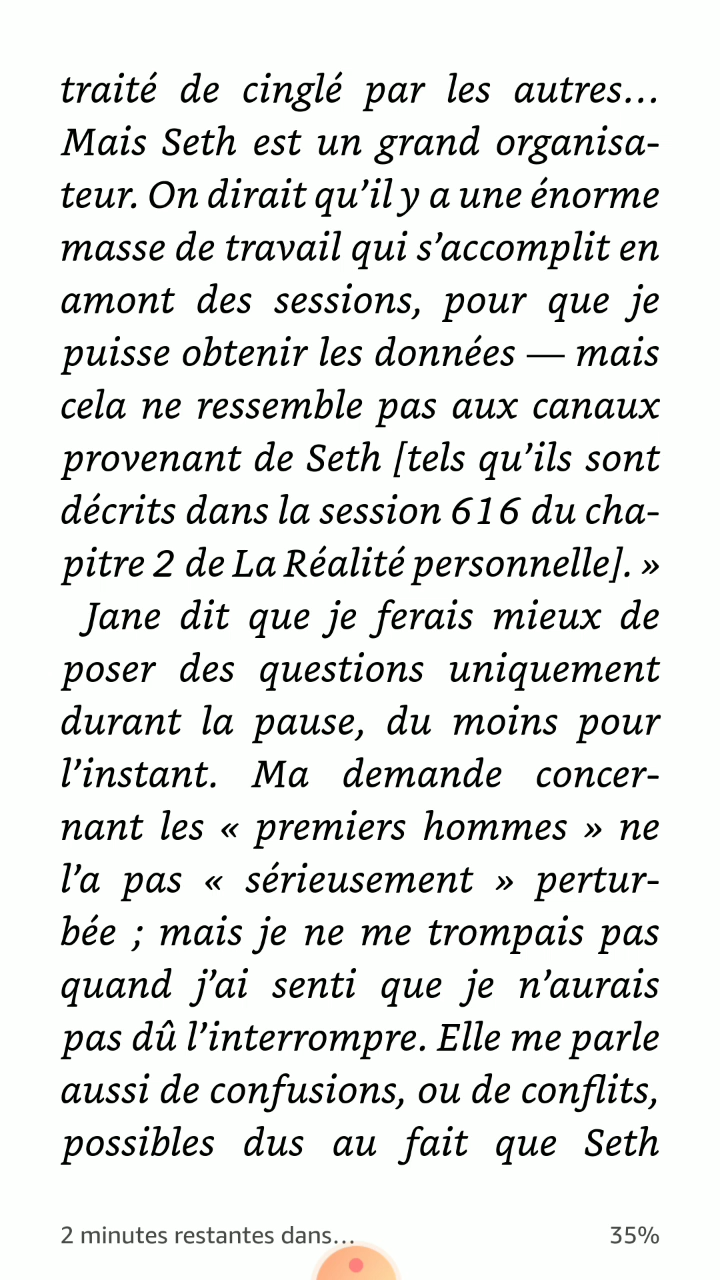 traité de cinglé par les autres…
Mais Seth est un grand organisa-
teur. On dirait qu’il y a une énorme
masse de travail qui s’accomplit en
amont des sessions, pour que je
puisse obtenir les données — mais
cela ne ressemble pas aux canaux
provenant de Seth [tels qu’ils sont
décrits dans la session 616 du cha-
pitre 2 de La Réalité personnelle]. »
Jane dit que je ferais mieux de
poser des questions uniquement
durant la pause, du moins pour
l’instant. Ma demande concer-
nant les « premiers hommes » ne
l’a pas « sérieusement » pertur-
bée ; mais je ne me trompais pas
quand j’ai senti que je n’aurais
pas dû l’interrompre. Elle me parle
aussi de confusions, ou de conflits,
possibles dus au fait que Seth
2 minutes restantes dans… 35%